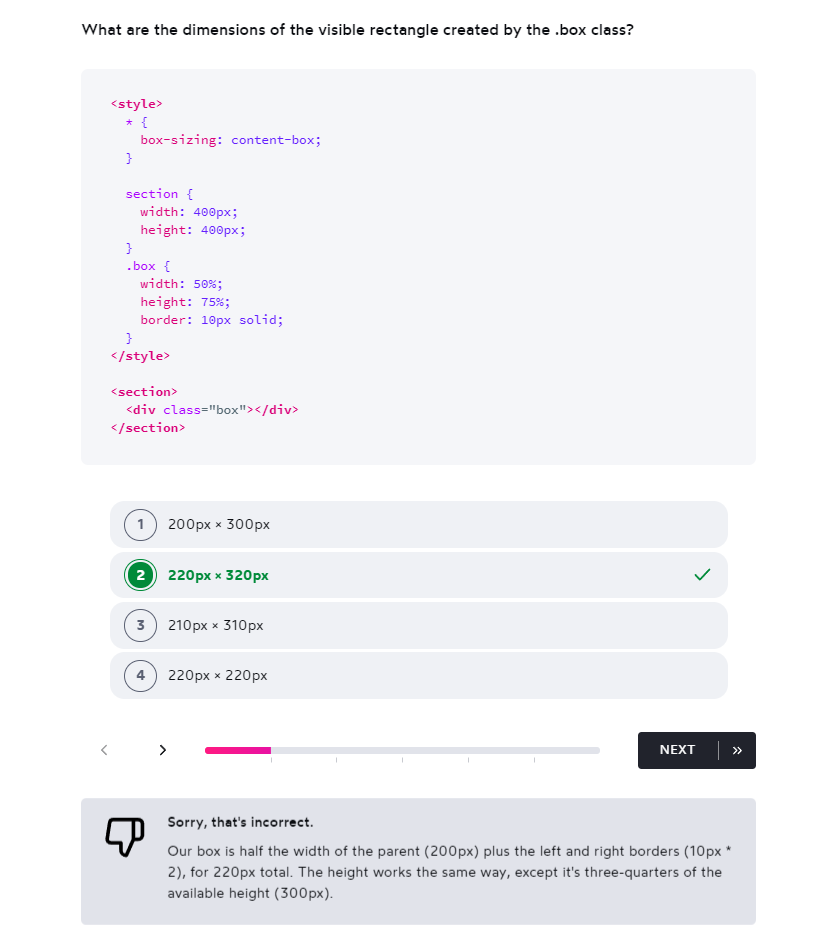 What are the dimensions of the visible rectangle created by the .box class?
<style>
  * {
    box-sizing: content-box;
  }

  section {
    width: 400px;
    height: 400px;
  }
  .box {
    width: 50%;
    height: 75%;
    border: 10px solid;
  }
</style>

<section>
  <div class="box"></div>
</section>
1 200px × 300px
2 220px × 320px
3 210px × 310px
4 220px × 220px
NEXT
Sorry, that's incorrect.
Our box is half the width of the parent (200px) plus the left and right borders (10px *
2), for 220px total. The height works the same way, except it's three-quarters of the
available height (300px).